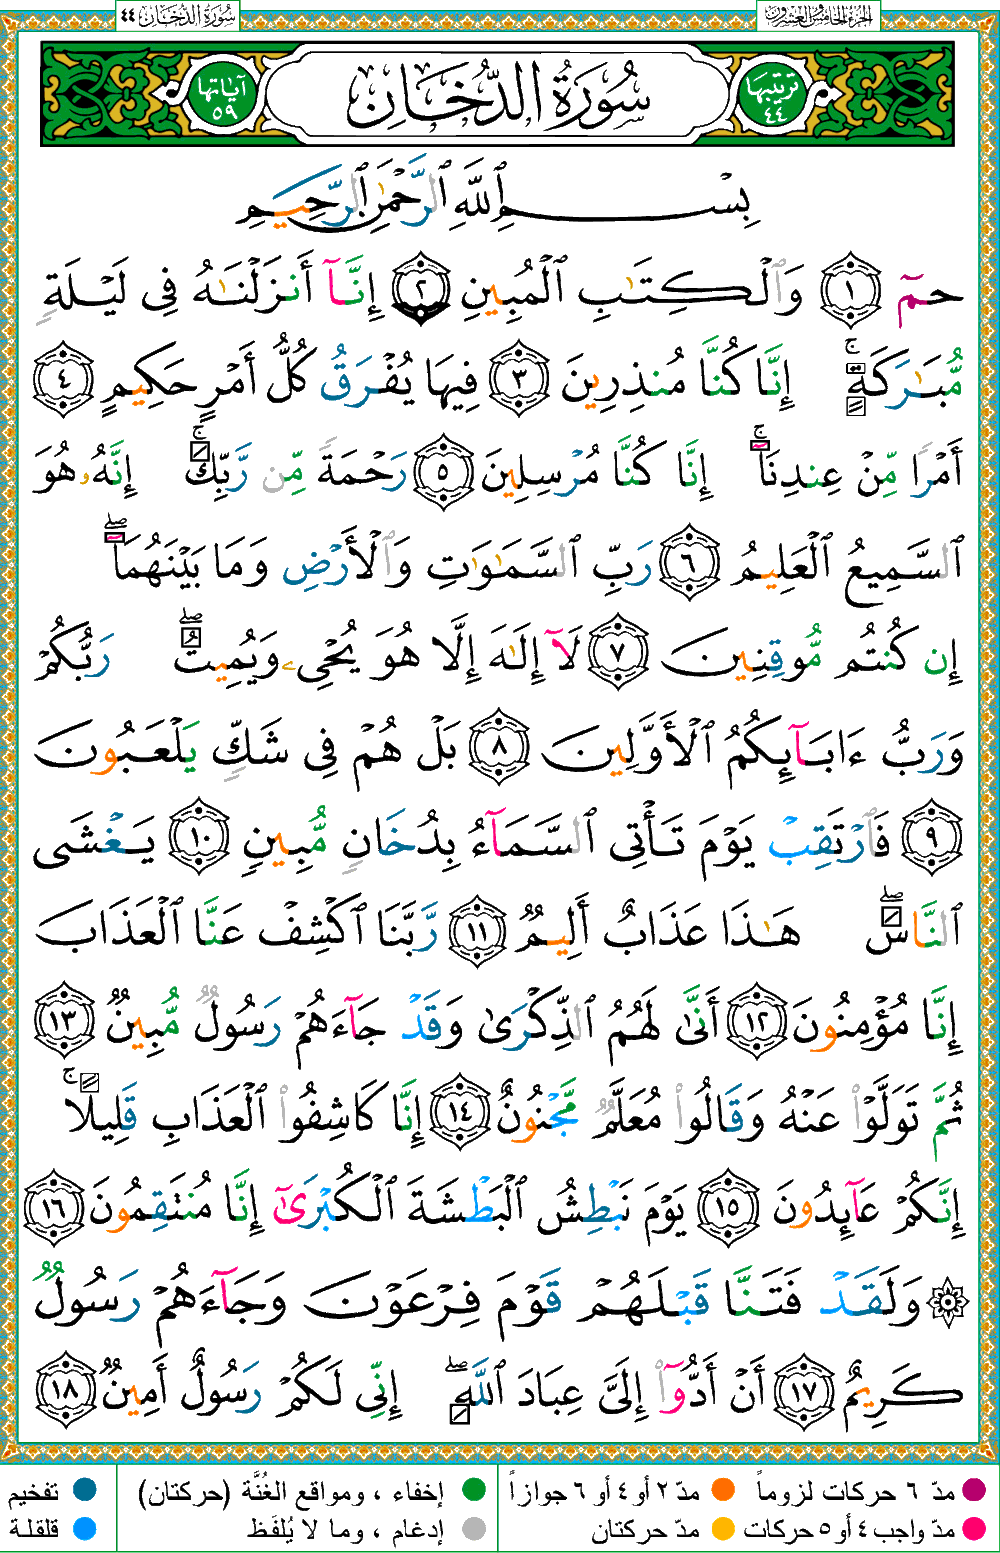 الجزء الخامس والعشرون
سُورَةُ الدُّخَانِ ٤٤
ترتيبها ٤٤
سُورَةُ الدُّخَانِ
آياتها ٥٩
بِسْمِ ٱللَّهِ ٱلرَّحْمَٰنِ ٱلرَّحِيمِ
حمٓ ١ وَٱلْكِتَٰبِ ٱلْمُبِينِ ٢ إِنَّآ أَنزَلْنَٰهُ فِى لَيْلَةٍ
مُّبَٰرَكَةٍ ۚ إِنَّا كُنَّا مُنذِرِينَ ٣ فِيهَا يُفْرَقُ كُلُّ أَمْرٍ حَكِيمٍ ٤
أَمْرًا مِّنْ عِندِنَآ ۚ إِنَّا كُنَّا مُرْسِلِينَ ٥ رَحْمَةً مِّن رَّبِّكَ ۚ إِنَّهُۥ هُوَ
ٱلسَّمِيعُ ٱلْعَلِيمُ ٦ رَبِّ ٱلسَّمَٰوَٰتِ وَٱلْأَرْضِ وَمَا بَيْنَهُمَآ ۖ
إِن كُنتُم مُّوقِنِينَ ٧ لَآ إِلَٰهَ إِلَّا هُوَ يُحْىِۦ وَيُمِيتُ ۖ رَبُّكُمْ
وَرَبُّ ءَابَآئِكُمُ ٱلْأَوَّلِينَ ٨ بَلْ هُمْ فِى شَكٍّ يَلْعَبُونَ
٩ فَٱرْتَقِبْ يَوْمَ تَأْتِى ٱلسَّمَآءُ بِدُخَانٍ مُّبِينٍ ١٠ يَغْشَى
ٱلنَّاسَ ۖ هَٰذَا عَذَابٌ أَلِيمٌ ١١ رَّبَّنَا ٱكْشِفْ عَنَّا ٱلْعَذَابَ
إِنَّا مُؤْمِنُونَ ١٢ أَنَّىٰ لَهُمُ ٱلذِّكْرَىٰ وَقَدْ جَآءَهُمْ رَسُولٌ مُّبِينٌ ١٣
ثُمَّ تَوَلَّوْا۟ عَنْهُ وَقَالُوا۟ مُعَلَّمٌ مَّجْنُونٌ ١٤ إِنَّا كَاشِفُوا۟ ٱلْعَذَابِ قَلِيلًا ۚ
إِنَّكُمْ عَآئِدُونَ ١٥ يَوْمَ نَبْطِشُ ٱلْبَطْشَةَ ٱلْكُبْرَىٰٓ إِنَّا مُنتَقِمُونَ ١٦
۞ وَلَقَدْ فَتَنَّا قَبْلَهُمْ قَوْمَ فِرْعَوْنَ وَجَآءَهُمْ رَسُولٌ
كَرِيمٌ ١٧ أَنْ أَدُّوٓا۟ إِلَىَّ عِبَادَ ٱللَّهِ ۖ إِنِّى لَكُمْ رَسُولٌ أَمِينٌ ١٨
مدّ ٦ حركات لزوماً
مدّ ٢ أو ٤ أو ٦ جوازاً
إخفاء ، ومواقع الغُنَّة (حركتان)
تفخيم
مدّ واجب ٤ أو ٥ حركات
مدّ حركتان
إدغام ، وما لا يُلفَظ
قلقلة